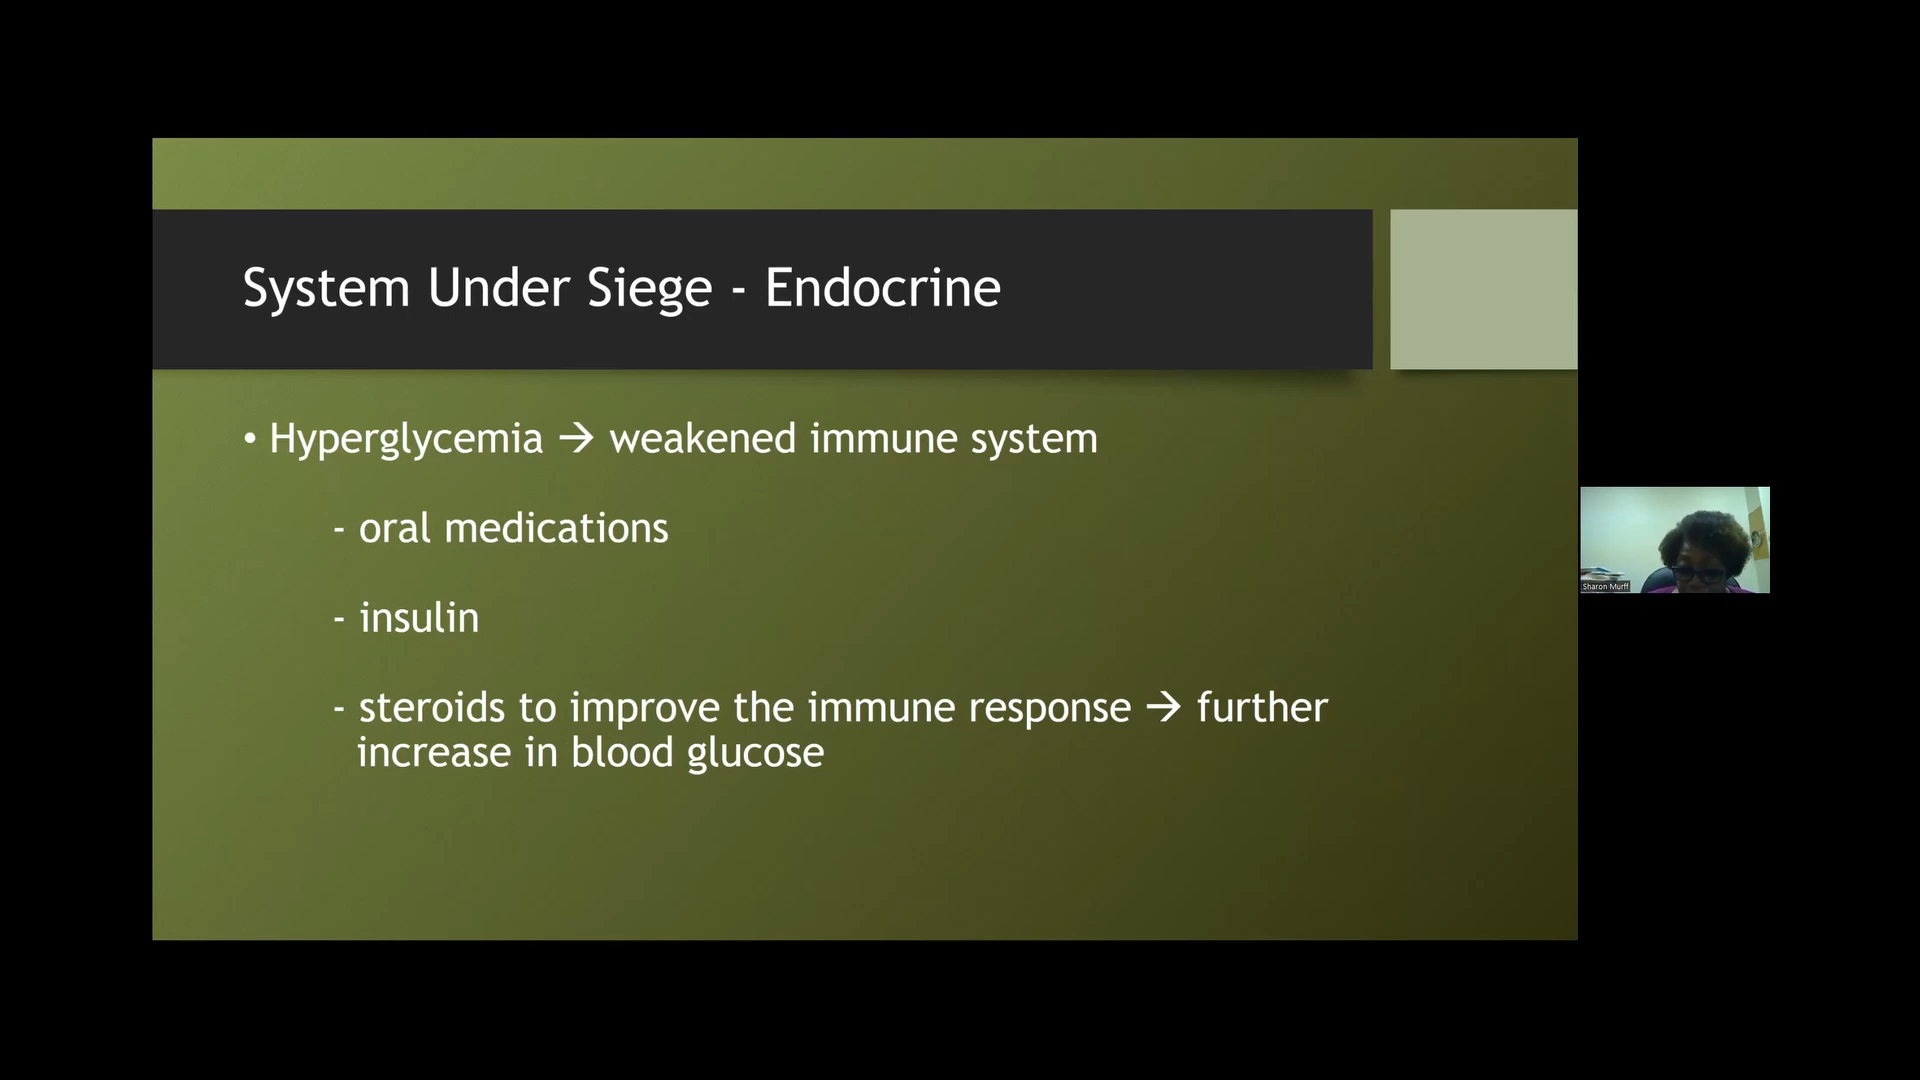 System Under Siege - Endocrine
• Hyperglycemia → weakened immune system
- oral medications
- insulin
- steroids to improve the immune response → further
increase in blood glucose
Sharon Murff